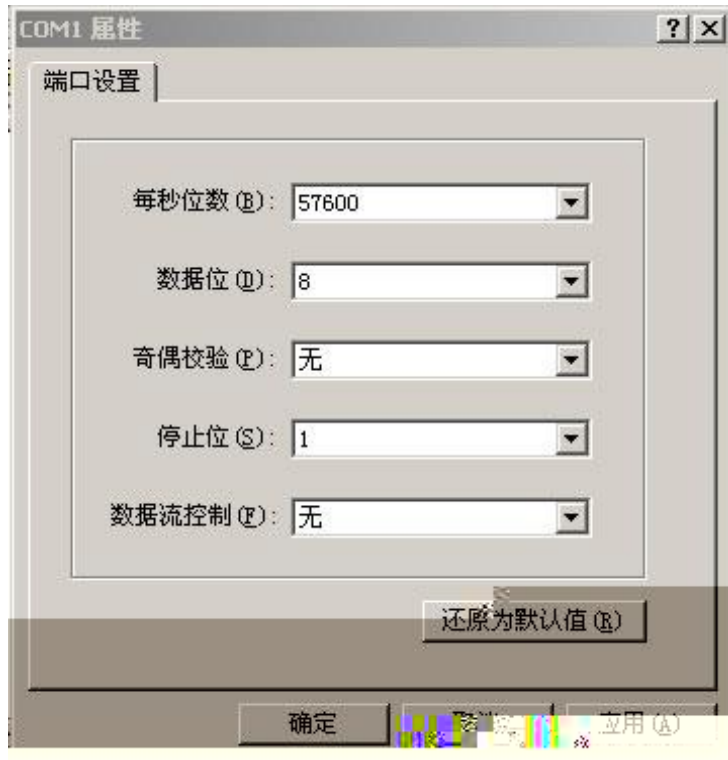 COM1 属性
端口设置
每秒位数(B): 57600
数据位(D): 8
奇偶校验(P): 无
停止位(S): 1
数据流控制(F): 无
还原为默认值(R)
确定 应用(A)